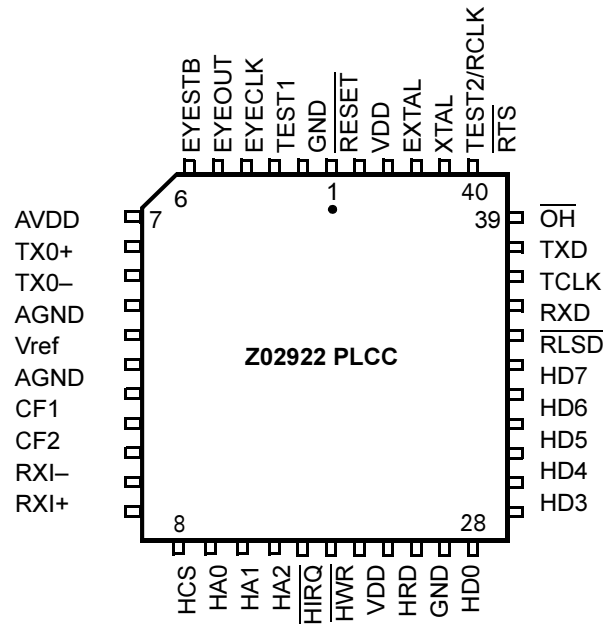 EYESTB
EYEOUT
EYECLK
TEST1
GND
RESET
VDD
EXTAL
XTAL
TEST2/RCLK
RTS
6
1
40
AVDD
7
39
OH
TX0+
TXD
TX0–
TCLK
AGND
RXD
Vref
RLSD
Z02922 PLCC
AGND
HD7
CF1
HD6
CF2
HD5
RXI–
HD4
RXI+
HD3
8
28
HCS
HA0
HA1
HA2
HIRQ
HWR
VDD
HRD
GND
HD0